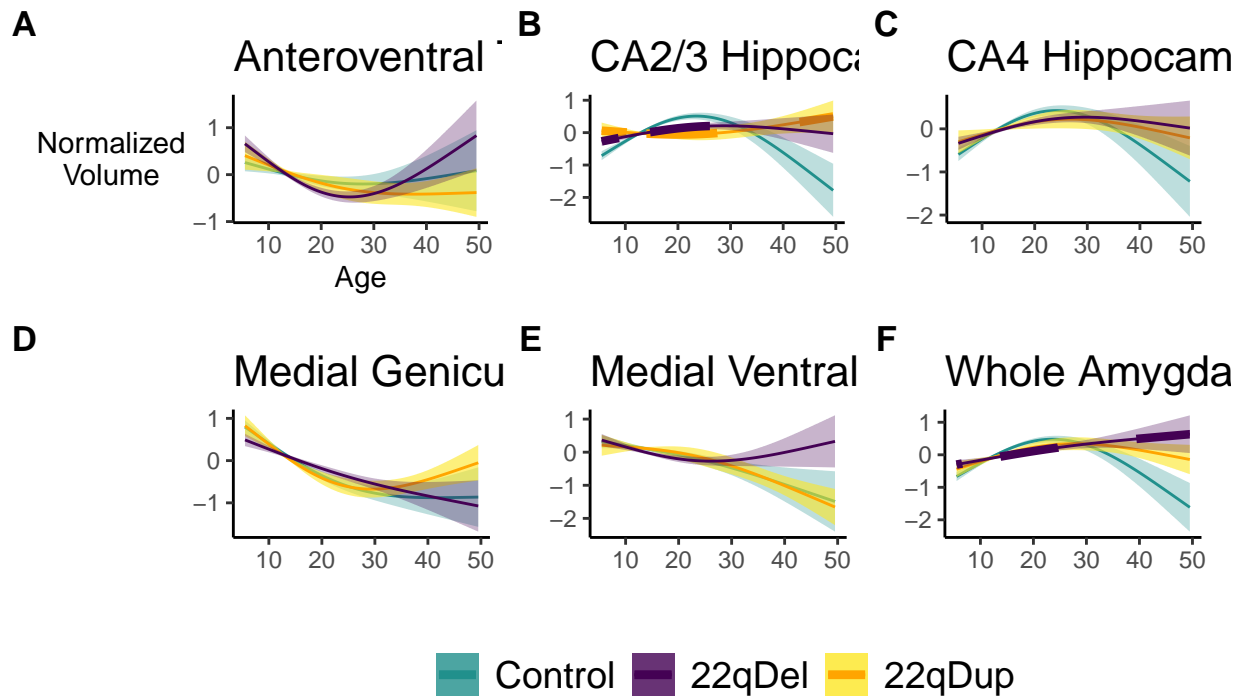 A
Anteroventral
Normalized
Volume
1
0
−1
10 20 30 40 50
Age
B
CA2/3 Hippoca
1
0
−1
−2
10 20 30 40 50
C
CA4 Hippocam
0
−1
−2
10 20 30 40 50
D
Medial Genicu
1
0
−1
10 20 30 40 50
E
Medial Ventral
1
0
−1
−2
10 20 30 40 50
F
Whole Amygda
1
0
−1
−2
10 20 30 40 50
Control 22qDel 22qDup